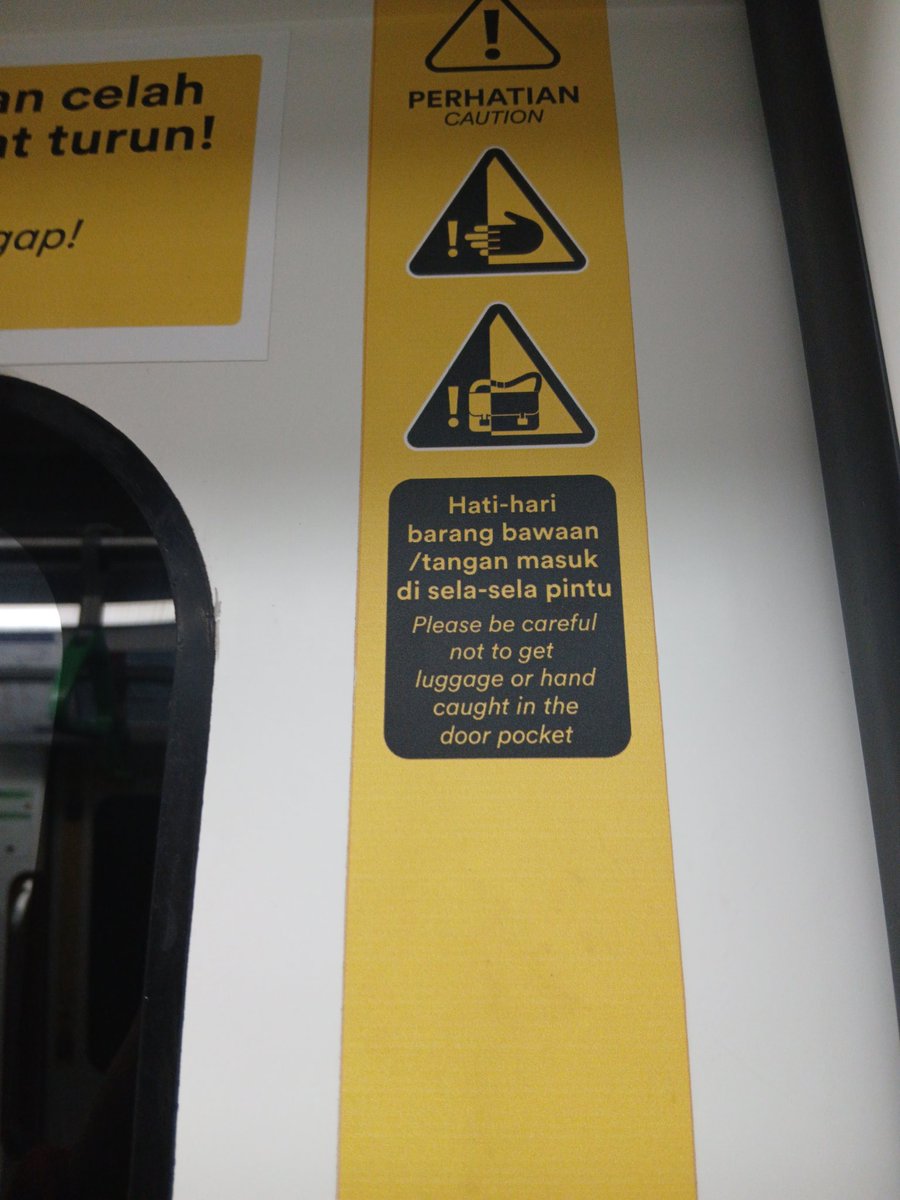 an celah
at turun!
gap!
PERHATIAN
CAUTION
Hati-hari
barang bawaan
/tangan masuk
di sela-sela pintu
Please be careful
not to get
luggage or hand
caught in the
door pocket